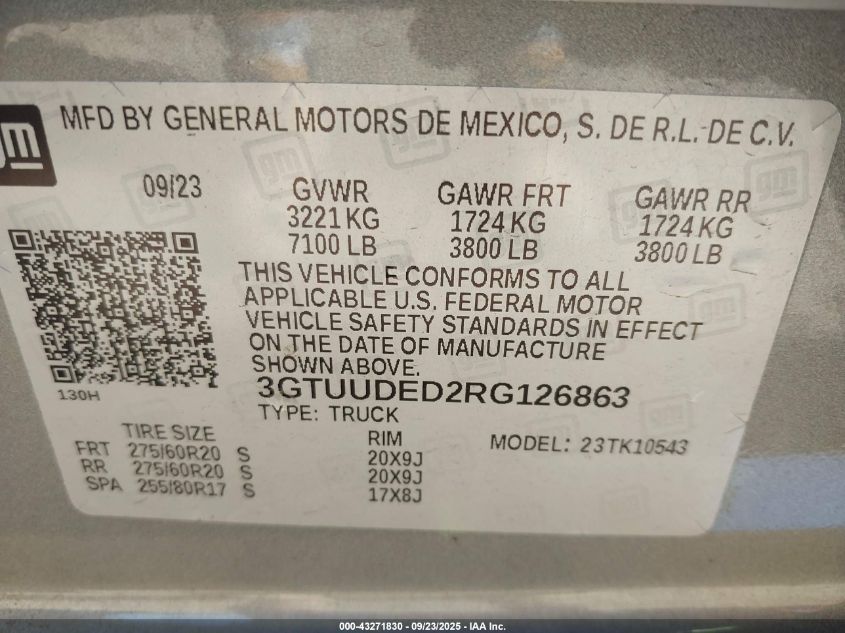 gm
MFD BY GENERAL MOTORS DE MEXICO, S. DE R.L. DE C.V.
09/23 GVWR GAWR FRT GAWR RR
3221 KG 1724 KG 1724 KG
7100 LB 3800 LB 3800 LB
THIS VEHICLE CONFORMS TO ALL
APPLICABLE U.S. FEDERAL MOTOR
VEHICLE SAFETY STANDARDS IN EFFECT
ON THE DATE OF MANUFACTURE
SHOWN ABOVE.
130H 3GTUUDED2RG126863
TYPE: TRUCK
TIRE SIZE RIM MODEL: 23TK10543
FRT 275/60R20 S 20X9J
RR 275/60R20 S 20X9J
SPA 255/80R17 S 17X8J
000-43271830 - 09/23/2025 - IAA Inc.